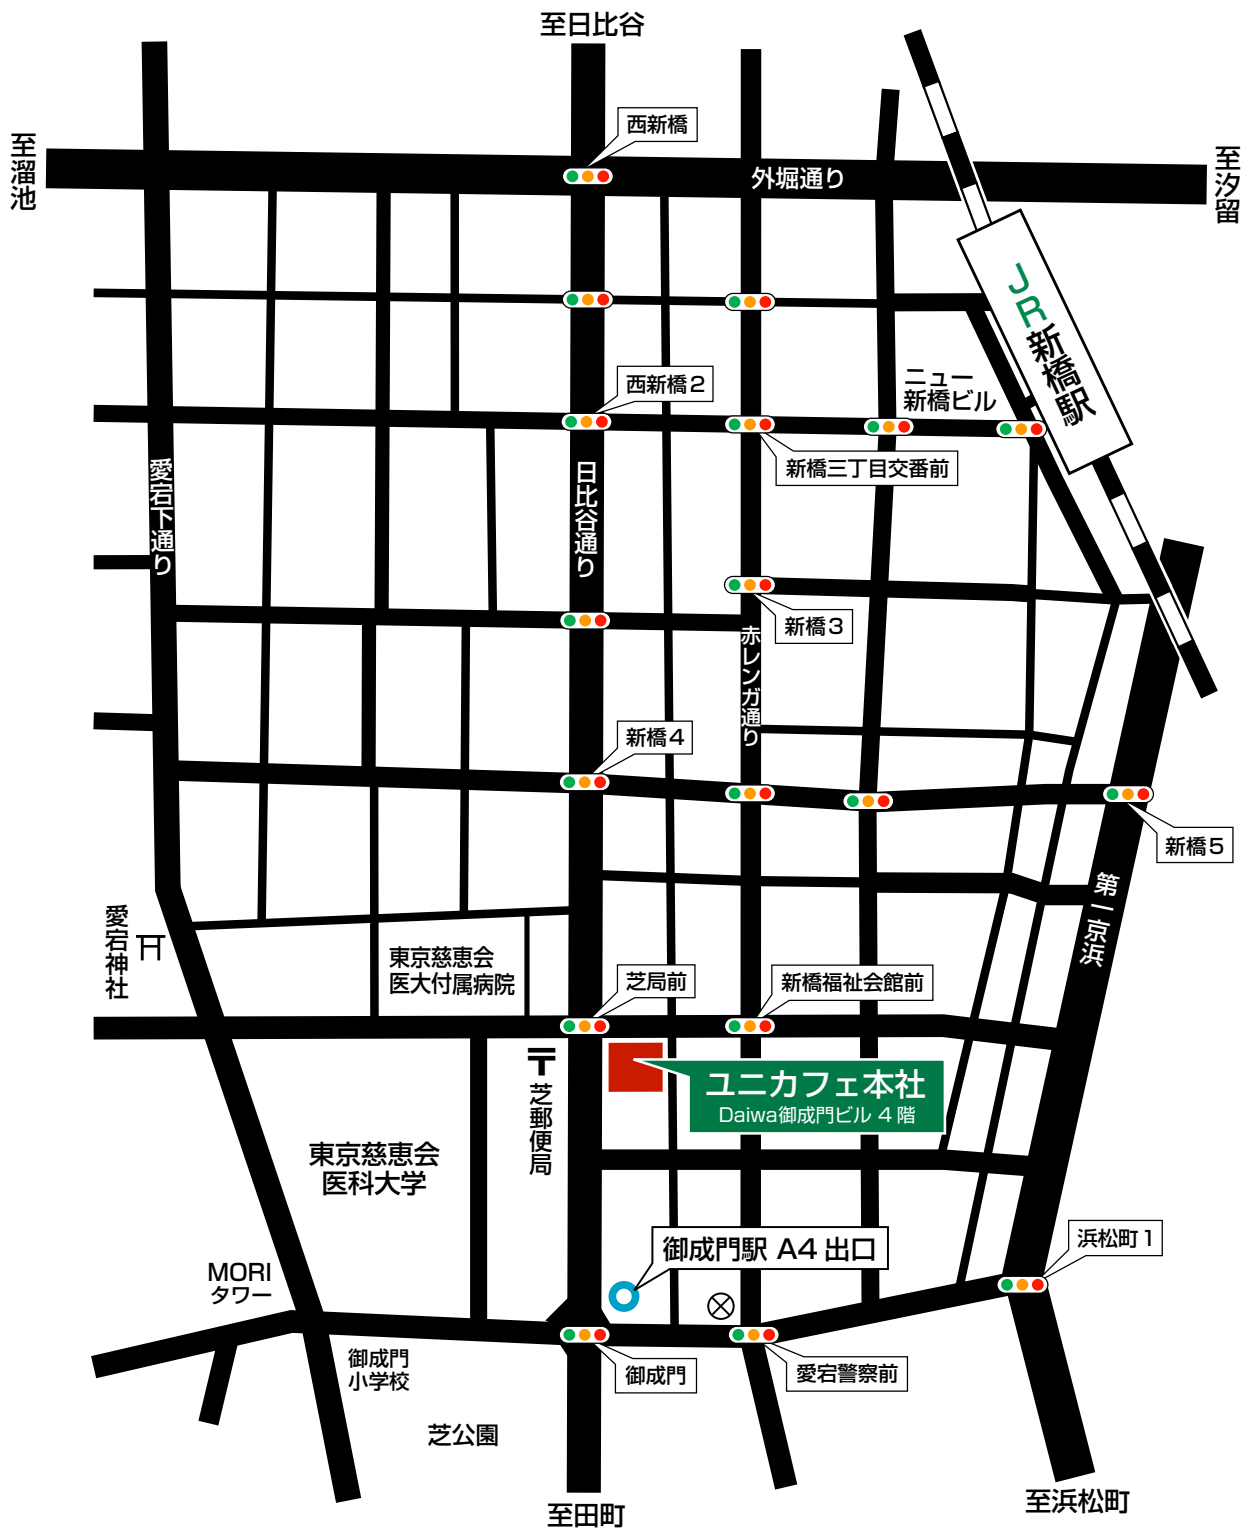 至日比谷
西新橋
至溜池
外堀通り
至汐留
JR新橋駅
西新橋2
ニュー
新橋ビル
新橋三丁目交番前
愛宕下通り
日比谷通り
新橋3
赤レンガ通り
新橋4
新橋5
第一京浜
愛宕神社
東京慈恵会
医大付属病院
芝局前
新橋福祉会館前
〒芝郵便局
ユニカフェ本社
Daiwa御成門ビル 4階
東京慈恵会
医科大学
浜松町1
御成門駅 A4出口
MORI
タワー
御成門
小学校
御成門
愛宕警察前
芝公園
至田町
至浜松町